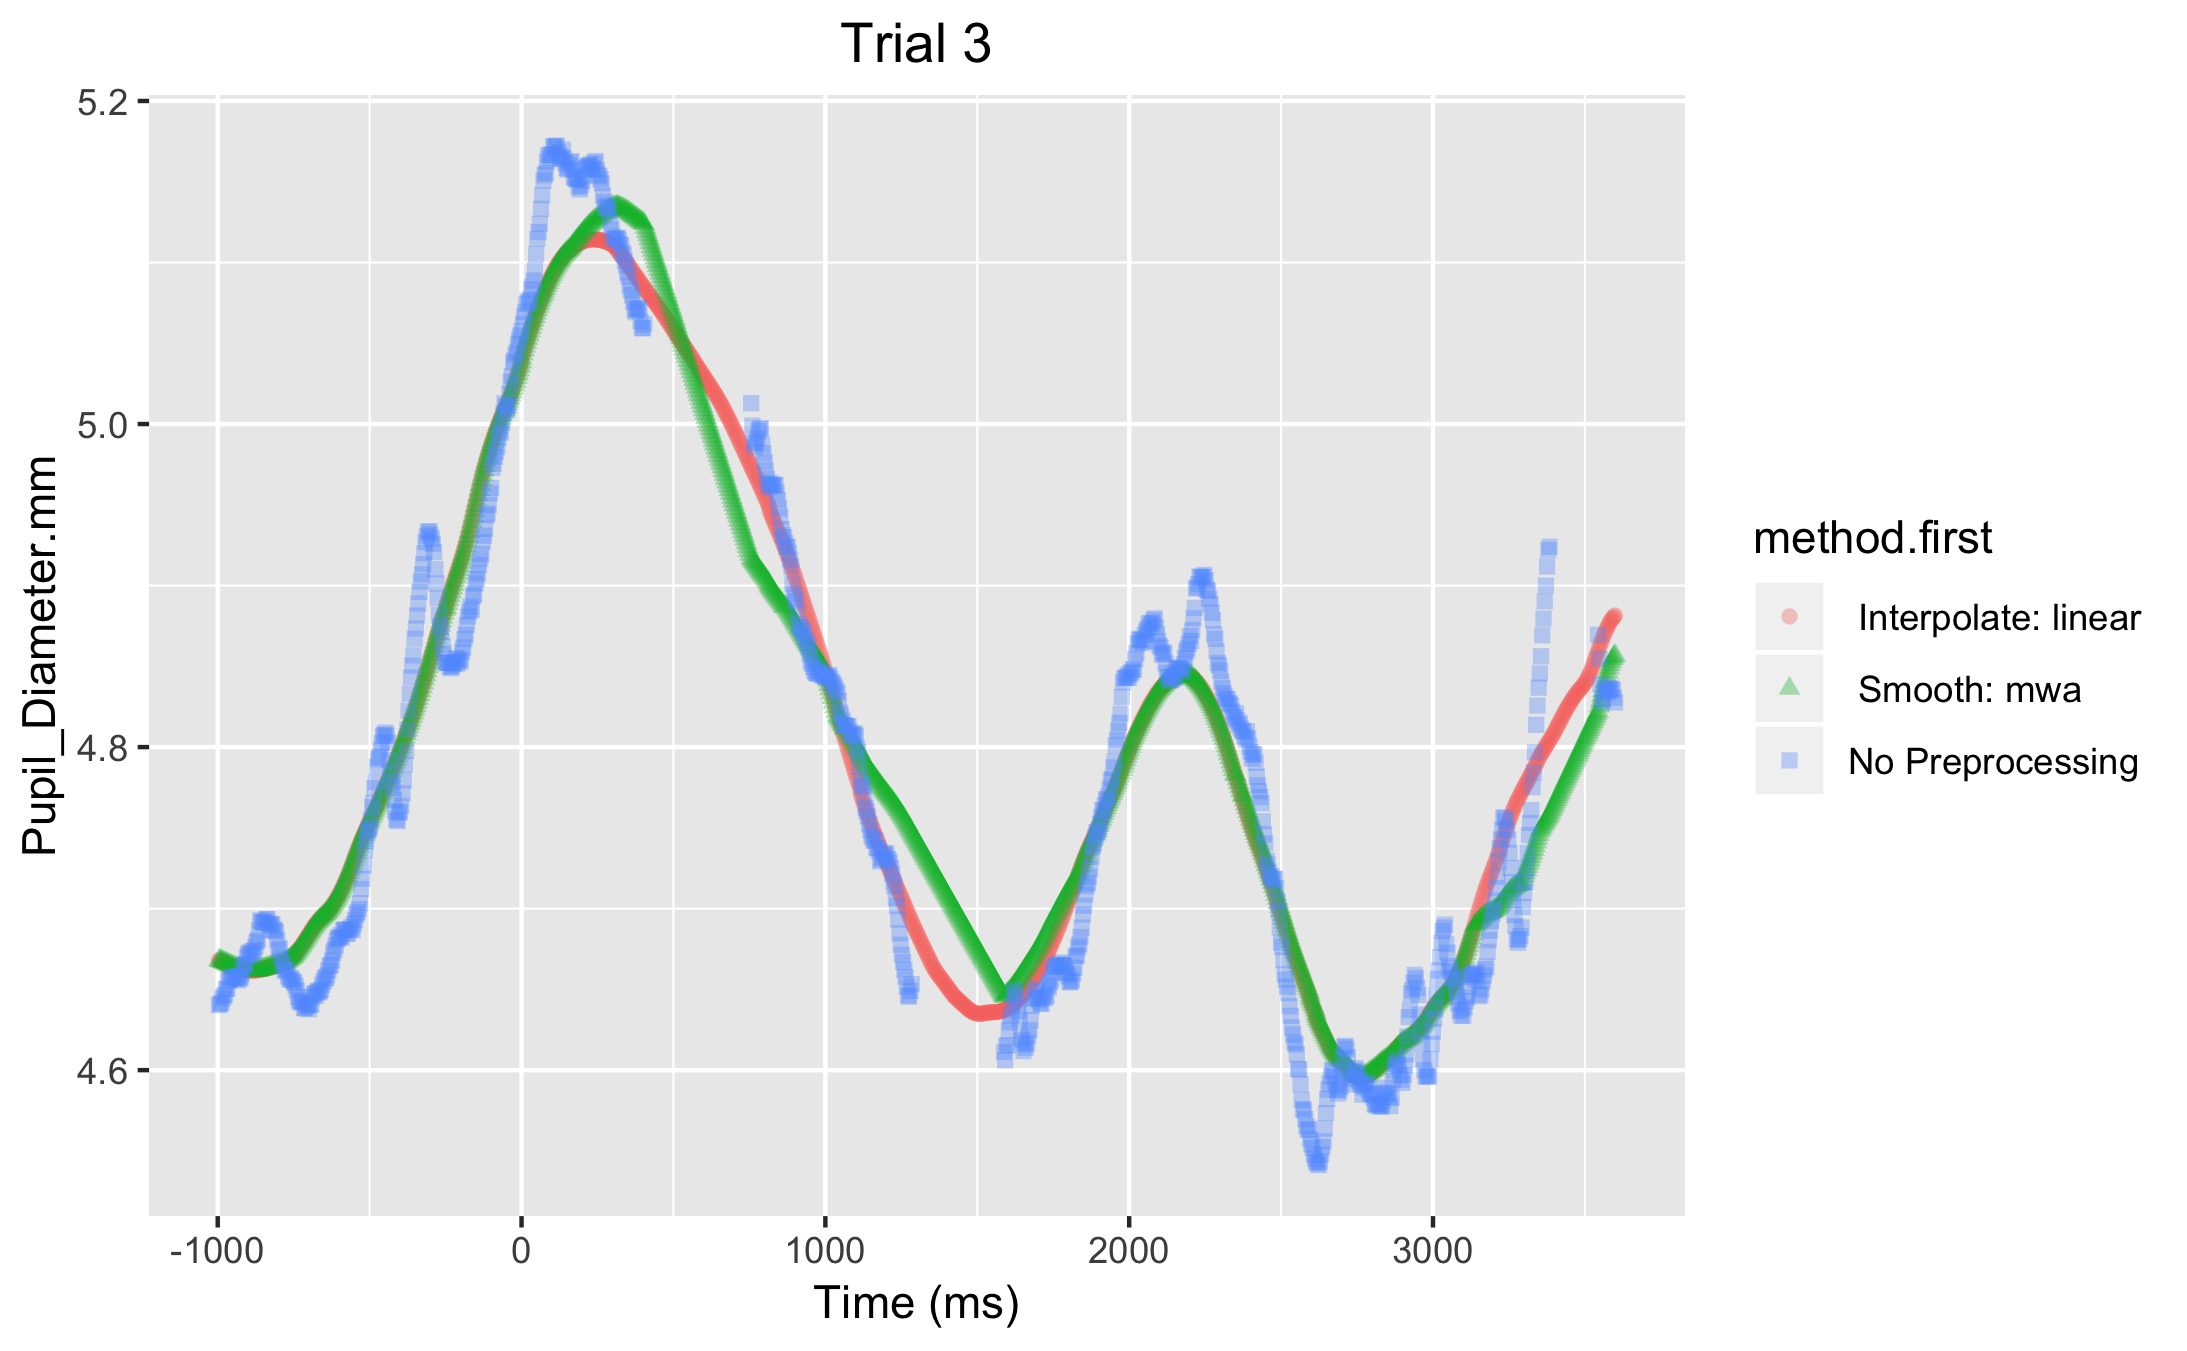 Trial 3
Pupil_Diameter.mm
5.2
5.0
4.8
4.6
-1000
0
1000
2000
3000
Time (ms)
method.first
Interpolate: linear
Smooth: mwa
No Preprocessing